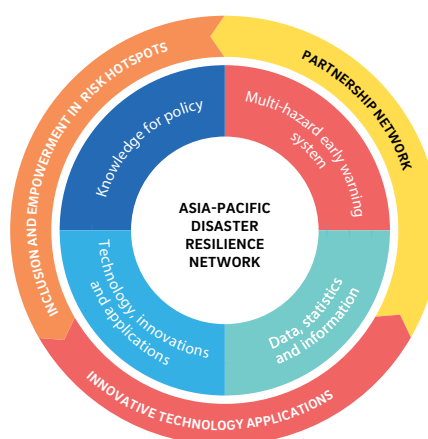 INCLUSION AND EMPOWERMENT IN RISK HOTSPOTS
PARTNERSHIP NETWORK
Knowledge for policy
Multi-hazard early warning
system
ASIA-PACIFIC
DISASTER
RESILIENCE
NETWORK
Technology, innovations
and applications
Data, statistics
and information
INNOVATIVE TECHNOLOGY APPLICATIONS